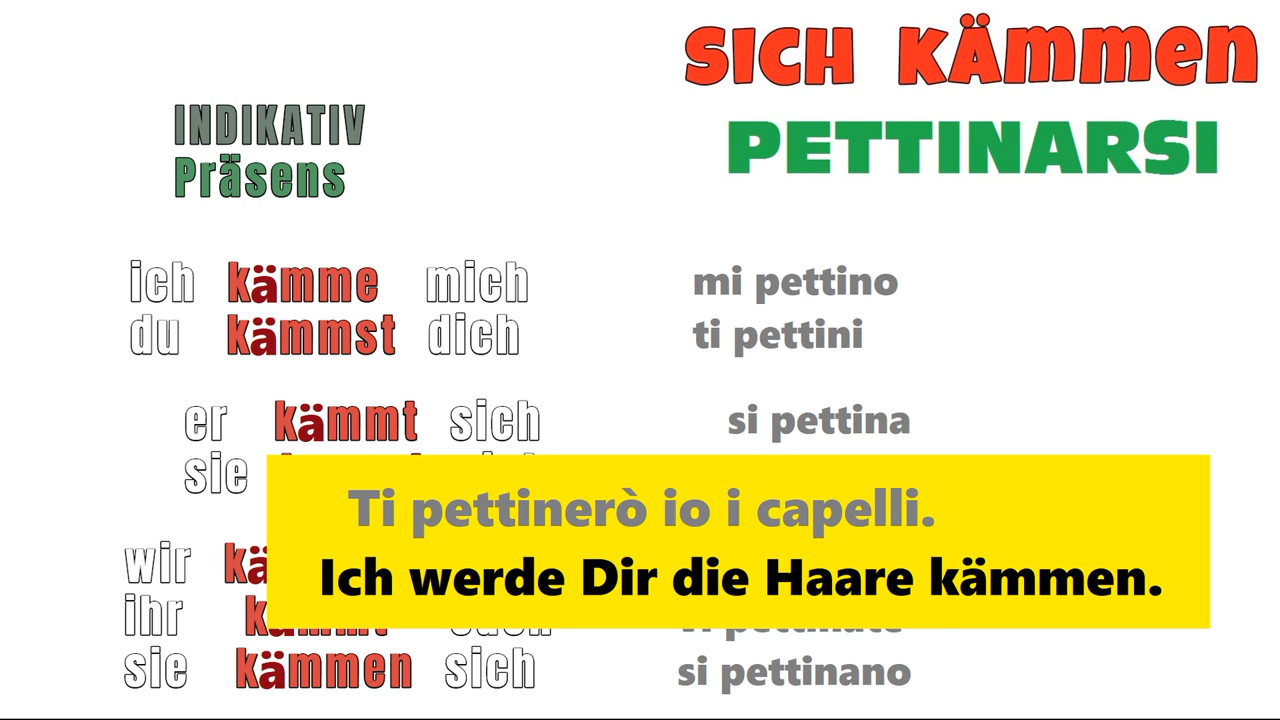 sich kämmen
PETTINARSI
INDIKATIV
Präsens
ich kämme mich mi pettino
du kämmst dich ti pettini
er kämmt sich si pettina
sie
Ti pettinerò io i capelli.
Ich werde Dir die Haare kämmen.
wir
ihr
sie kämmen sich si pettinano